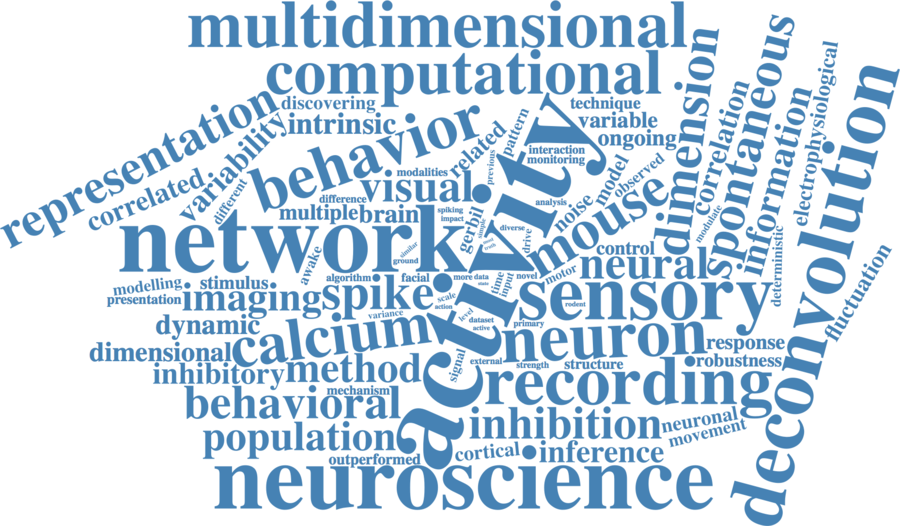 multidimensional
computational
representation
discovering
intrinsic
variability
correlated
different
behavior
related
pattern
previous
technique
variable
ongoing
interaction
monitoring
dimension
correlation
spontaneous
information
electrophysiological
deconvolution
fluctuation
deterministic
modalities
visual
difference
multiple
brain
spiking
impact
gerbil
simple
activity
diverse
analysis
drive
noise
model
observed
mouse
moduiate
control
network
awake
similar
ground
neural
motor
modelling
presentation
stimulus
imaging
algorithm
facial
spike
more
data
state
time
input
novel
sensory
rodent
scale
action
level
variance
dynamic
calcium
dataset
active
primary
neuron
response
robustness
dimensional
inhibitory
method
signal
external
strength
structure
mechanism
recording
behavioral
population
inhibition
neuronal
movement
outperformed
cortical
inference
neuroscience